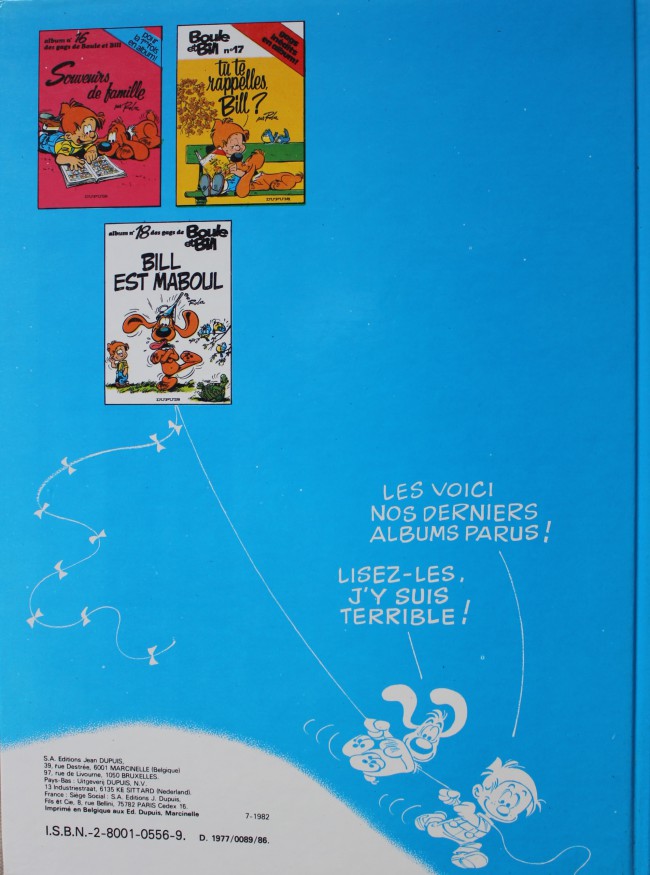 album n° 16
des gags de Boule et Bill
pour
la 1re fois
en album!
Souvenirs
de famille
par Roba
DUPUIS
Boule
et Bill
n° 17
gags
inédits
en album!
tu te
rappelles,
Bill ?
par Roba
DUPUIS
album n° 18 des gags de Boule
et Bill
BILL
EST MABOUL
Roba
DUPUIS
LES VOICI
NOS DERNIERS
ALBUMS PARUS !
LISEZ-LES,
J'Y SUIS
TERRIBLE !
S.A. Editions Jean DUPUIS,
39, rue Destrée, 6001 MARCINELLE (Belgique)
97, rue de Livourne, 1050 BRUXELLES.
Pays-Bas : Uitgeverij DUPUIS, N.V.
13 Industriestraat, 6135 KE SITTARD (Nederland).
France : Siège Social : S.A. Editions J. Dupuis,
Fils et Cie, 8, rue Bellini, 75782 PARIS Cedex 16.
Imprimé en Belgique aux Ed. Dupuis, Marcinelle
7-1982
I.S.B.N.-2-8001-0556-9. D. 1977/0089/86.